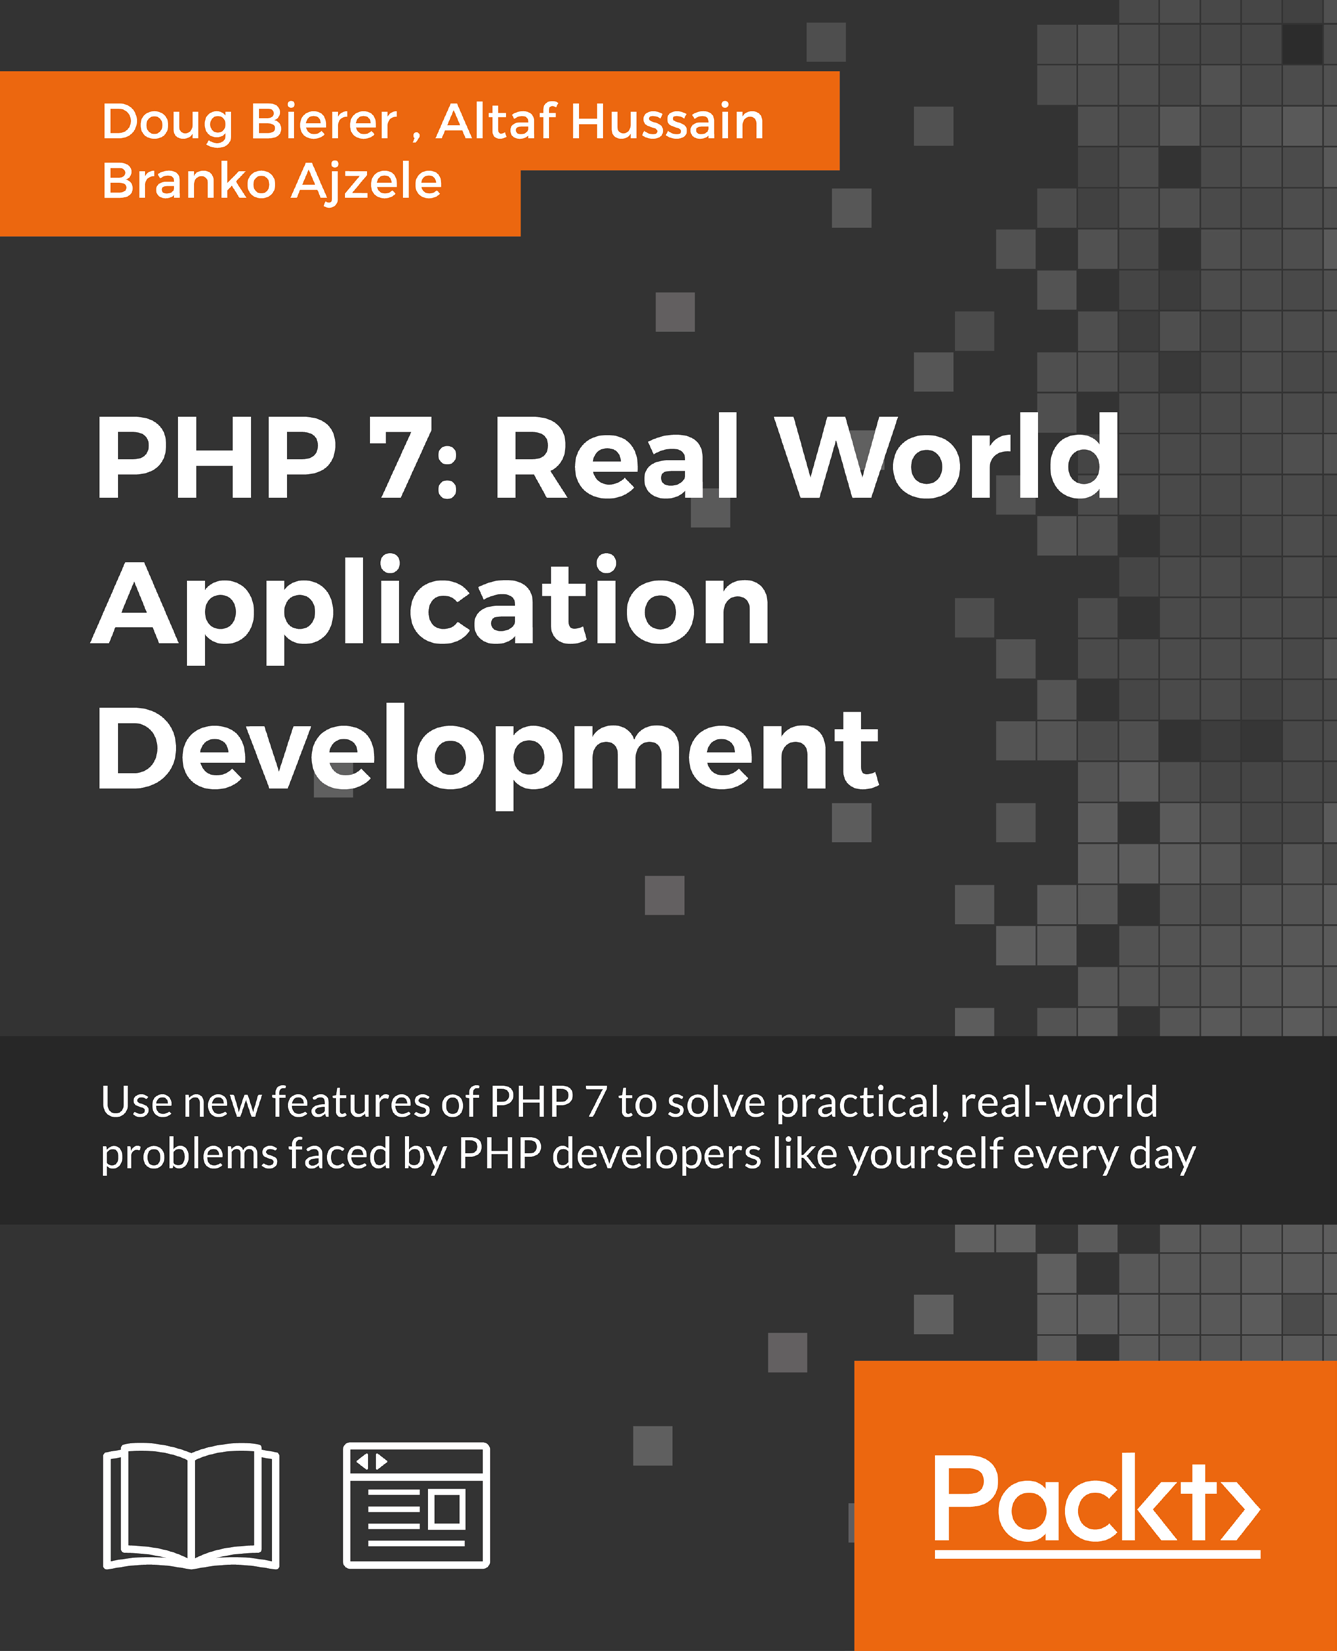 Doug Bierer , Altaf Hussain
Branko Ajzele
PHP 7: Real World
Application
Development
Use new features of PHP 7 to solve practical, real-world
problems faced by PHP developers like yourself every day
Packt>